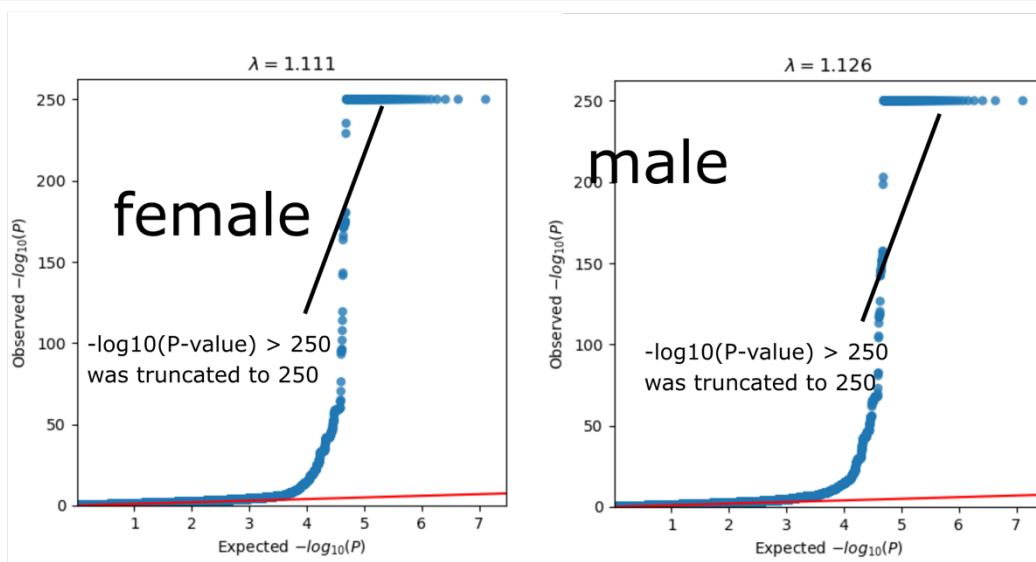 λ = 1.111
250
200
150
100
50
0
Observed −log₁₀(P)
female
-log10(P-value) > 250
was truncated to 250
1 2 3 4 5 6 7
Expected −log₁₀(P)
λ = 1.126
250
200
150
100
50
0
Observed −log₁₀(P)
male
-log10(P-value) > 250
was truncated to 250
1 2 3 4 5 6 7
Expected −log₁₀(P)